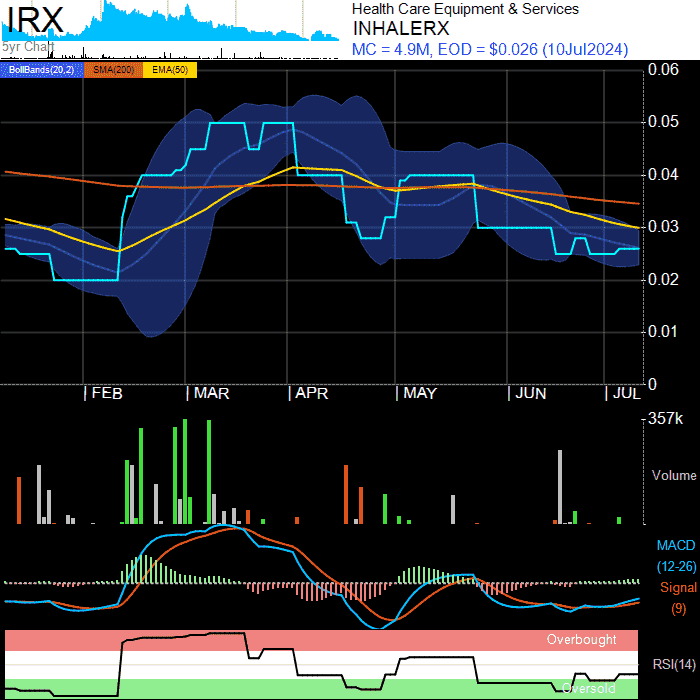 IRX
5yr Chart
Health Care Equipment & Services
INHALERX
MC = 4.9M, EOD = $0.026 (10Jul2024)
BollBands(20,2) SMA(200) EMA(50)
0.06
0.05
0.04
0.03
0.02
0.01
0
FEB MAR APR MAY JUN JUL
357k
Volume
MACD
(12-26)
Signal
(9)
Overbought
RSI(14)
Oversold